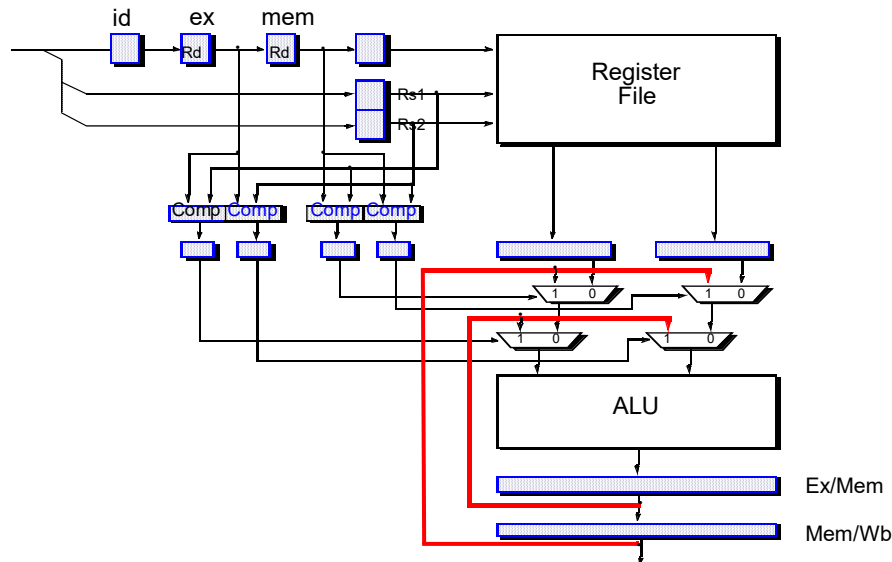 id
ex
mem
Rd
Rd
Register
File
Rs1
Rs2
Comp
Comp
Comp
Comp
1
0
1
0
1
0
1
0
ALU
Ex/Mem
Mem/Wb